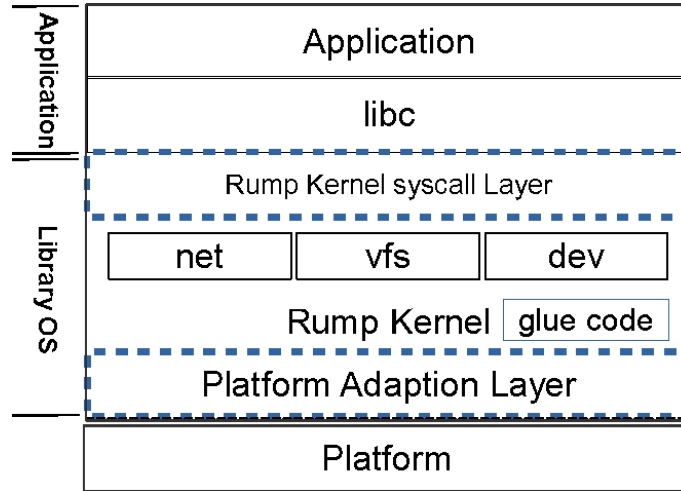 Application
Application
libc
Library OS
Rump Kernel syscall Layer
net vfs dev
Rump Kernel glue code
Platform Adaption Layer
Platform